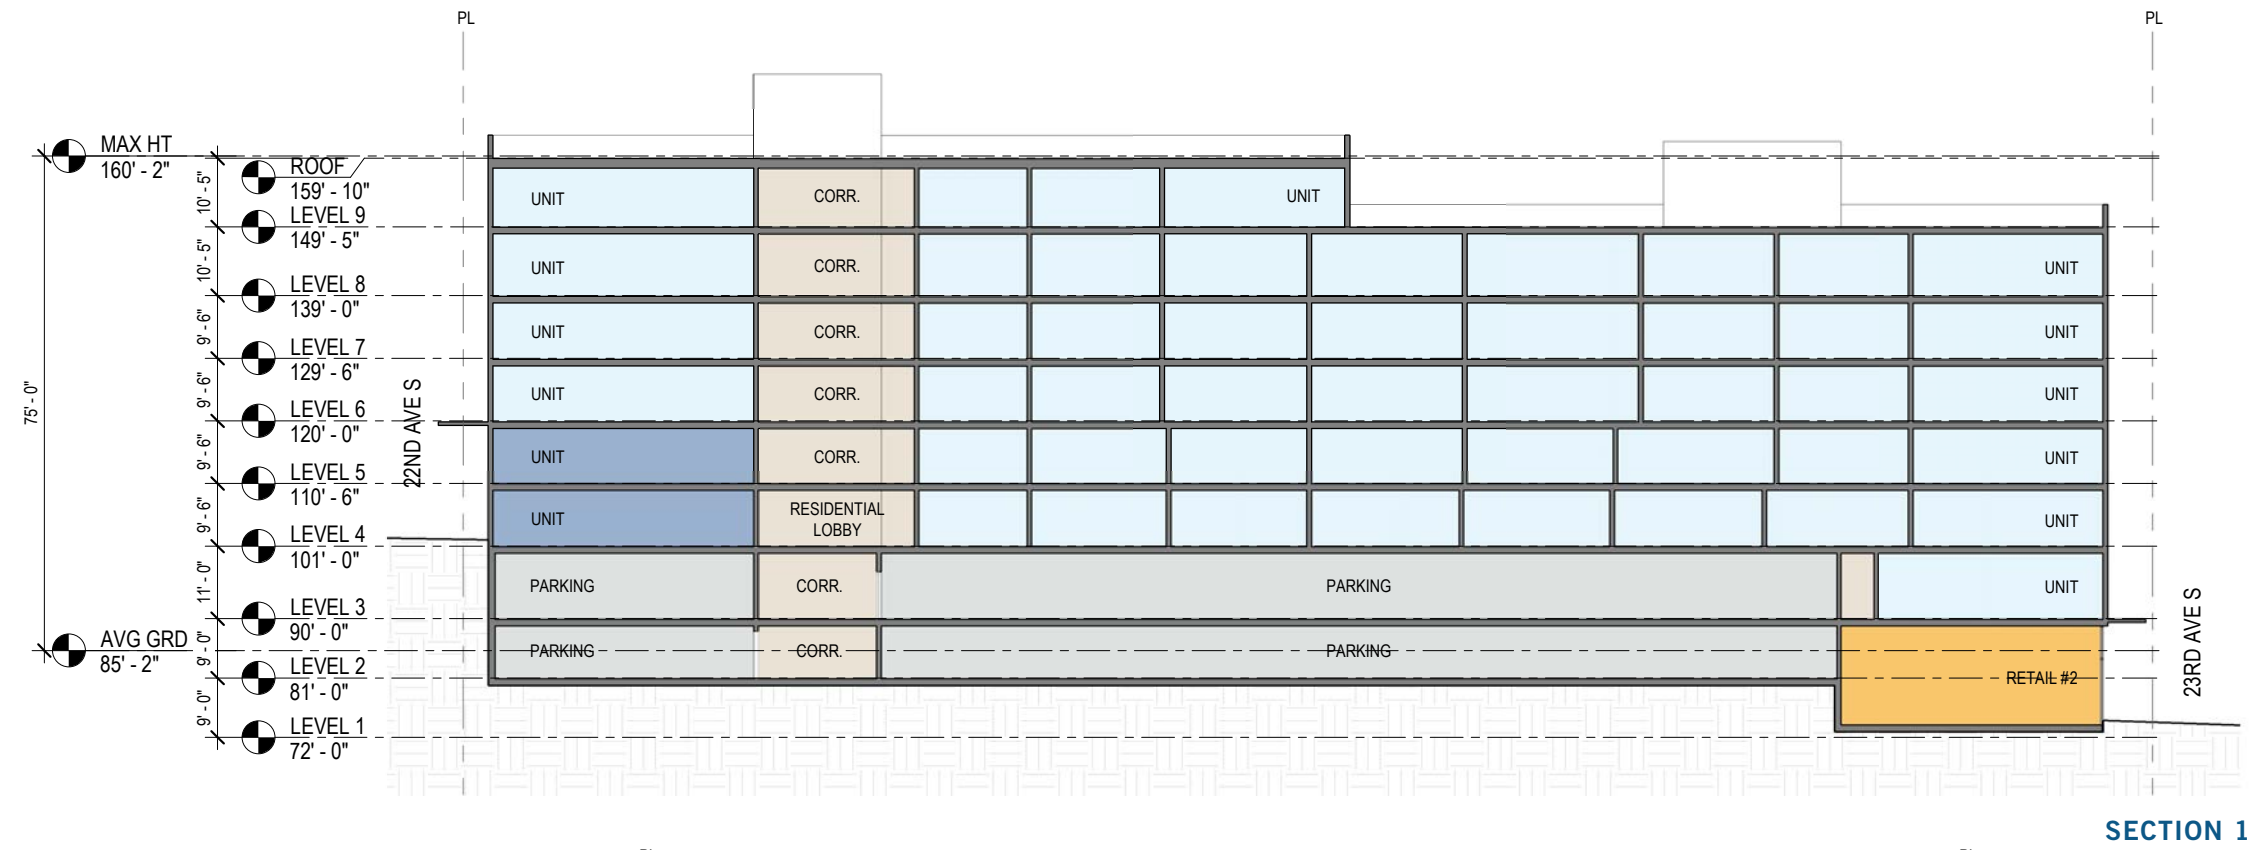 PL
PL
MAX HT
160' - 2"
ROOF
159' - 10"
10' - 5"
LEVEL 9
149' - 5"
10' - 5"
LEVEL 8
139' - 0"
9' - 6"
LEVEL 7
129' - 6"
9' - 6"
LEVEL 6
120' - 0"
9' - 6"
LEVEL 5
110' - 6"
9' - 6"
LEVEL 4
101' - 0"
11' - 0"
LEVEL 3
90' - 0"
AVG GRD
85' - 2"
9' - 0"
LEVEL 2
81' - 0"
9' - 0"
LEVEL 1
72' - 0"
75' - 0"
22ND AVE S
UNIT CORR. UNIT
UNIT CORR. UNIT
UNIT CORR. UNIT
UNIT CORR. UNIT
UNIT CORR. UNIT
UNIT RESIDENTIAL UNIT
LOBBY
PARKING CORR. PARKING UNIT
PARKING CORR. PARKING
RETAIL #2
23RD AVE S
SECTION 1